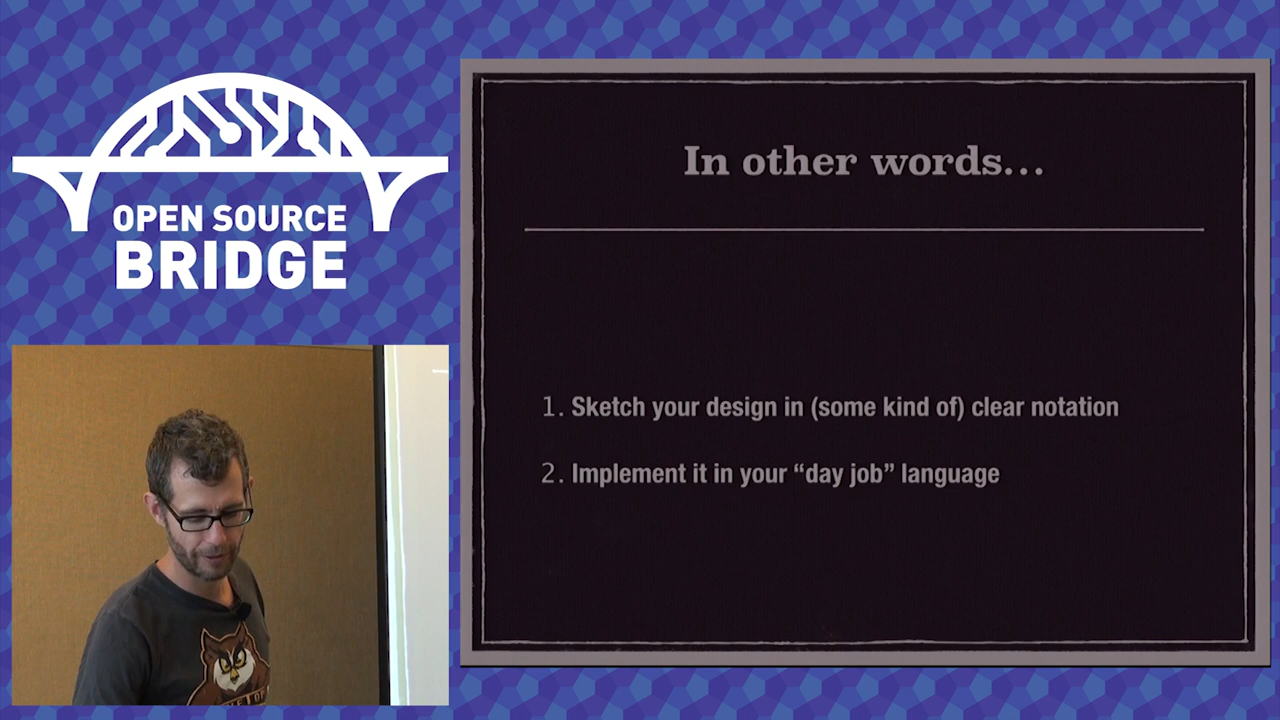 OPEN SOURCE
BRIDGE
In other words...
1. Sketch your design in (some kind of) clear notation
2. Implement it in your “day job” language